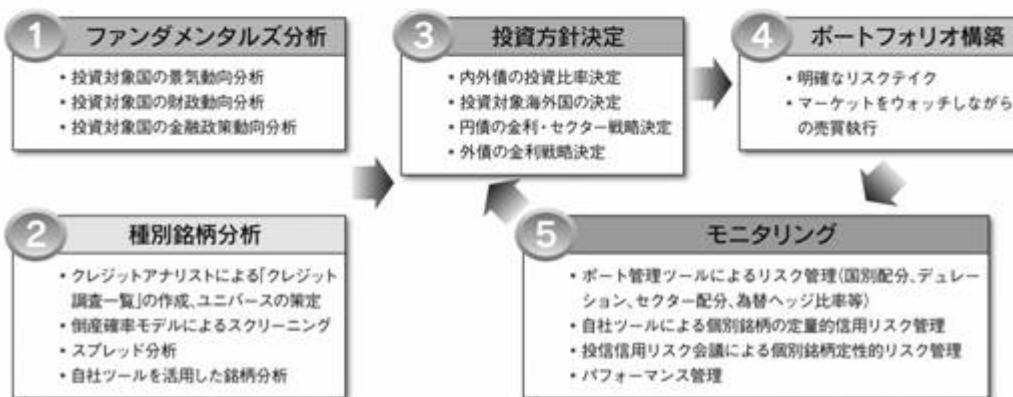 1 ファンダメンタルズ分析
・投資対象国の景気動向分析
・投資対象国の財政動向分析
・投資対象国の金融政策動向分析
2 種別銘柄分析
・クレジットアナリストによる「クレジット
調査一覧」の作成、ユニバースの策定
・倒産確率モデルによるスクリーニング
・スプレッド分析
・自社ツールを活用した銘柄分析
3 投資方針決定
・内外債の投資比率決定
・投資対象海外国の決定
・円債の金利・セクター戦略決定
・外債の金利戦略決定
4 ポートフォリオ構築
・明確なリスクテイク
・マーケットをウォッチしながら
の売買執行
5 モニタリング
・ポート管理ツールによるリスク管理(国別配分、デュレー
ション、セクター配分、為替ヘッジ比率等)
・自社ツールによる個別銘柄の定量的信用リスク管理
・投信信用リスク会議による個別銘柄定性的リスク管理
・パフォーマンス管理